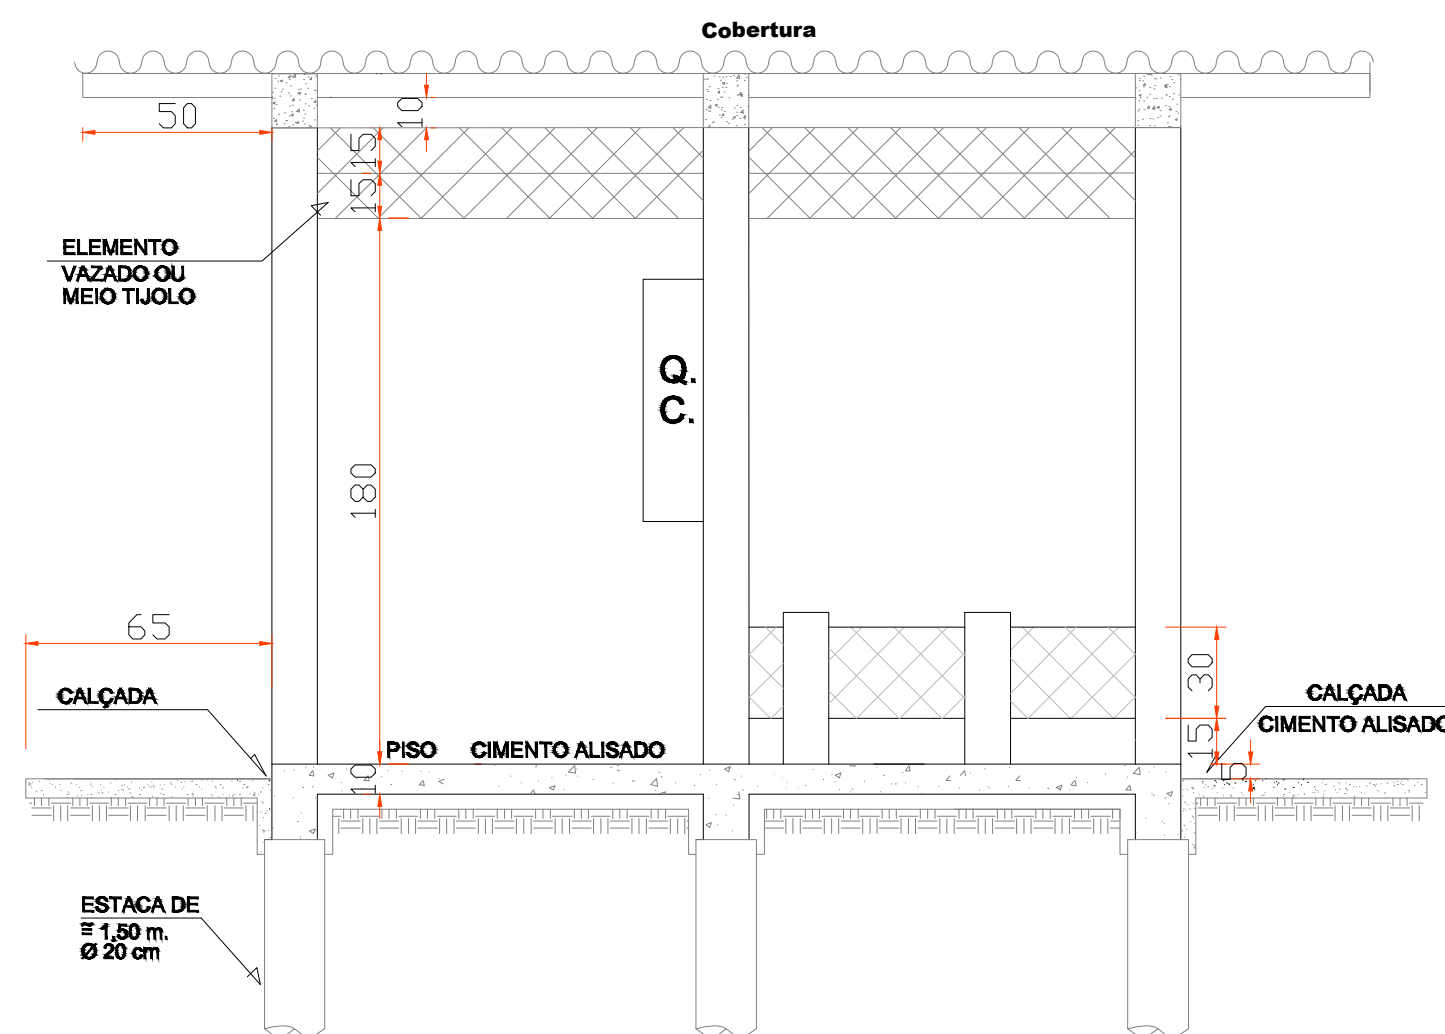 Cobertura
50
10
15
15
ELEMENTO
VAZADO OU
MEIO TIJOLO
Q.
C.
180
65
30
CALÇADA
CALÇADA
CIMENTO ALISADO
15
5
PISO CIMENTO ALISADO
10
ESTACA DE
≅ 1,50 m.
Ø 20 cm